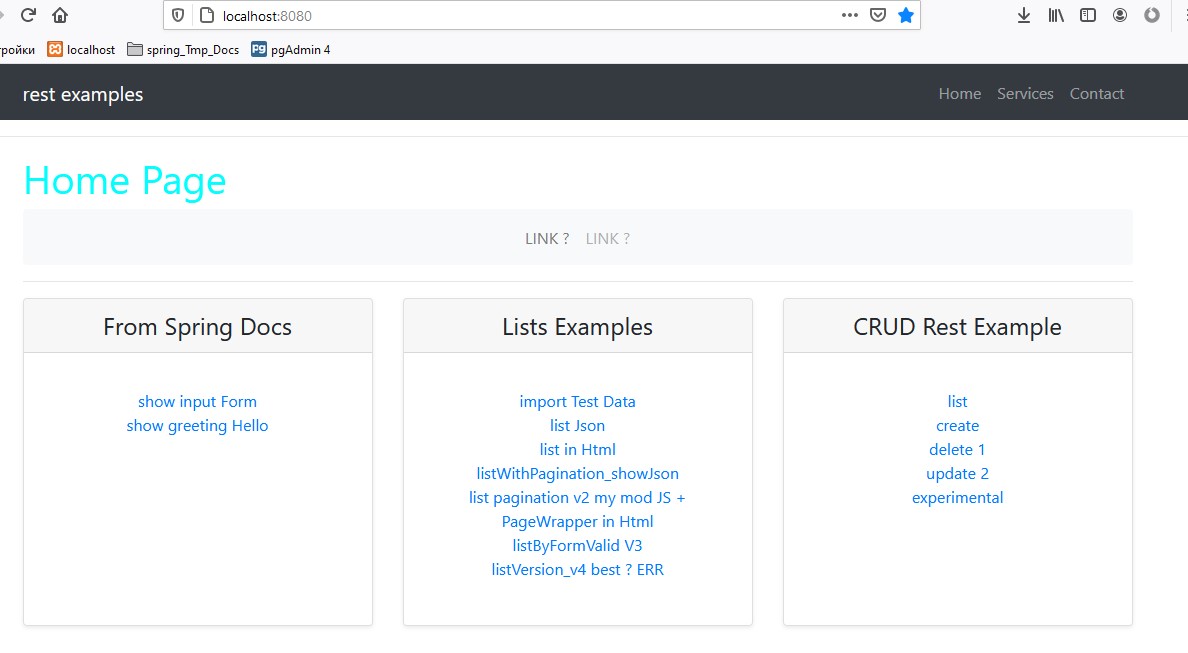 localhost:8080
ройки localhost spring_Tmp_Docs pgAdmin 4
rest examples Home Services Contact
Home Page
LINK ? LINK ?
From Spring Docs
show input Form
show greeting Hello
Lists Examples
import Test Data
list Json
list in Html
listWithPagination_showJson
list pagination v2 my mod JS +
PageWrapper in Html
listByFormValid V3
listVersion_v4 best ? ERR
CRUD Rest Example
list
create
delete 1
update 2
experimental